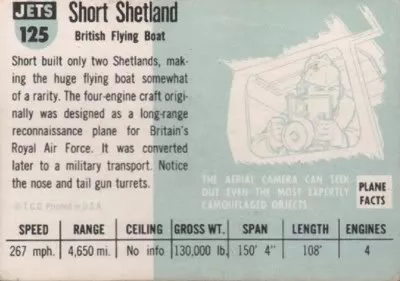 JETS
125
Short Shetland
British Flying Boat
Short built only two Shetlands, mak-
ing the huge flying boat somewhat
of a rarity. The four-engine craft origi-
nally was designed as a long-range
reconnaissance plane for Britain's
Royal Air Force. It was converted
later to a military transport. Notice
the nose and tail gun turrets.
© T.C.G. Printed in U.S.A.
THE AERIAL CAMERA CAN SEEK
OUT EVEN THE MOST EXPERTLY
CAMOUFLAGED OBJECTS.
PLANE
FACTS
SPEED RANGE CEILING GROSS WT. SPAN LENGTH ENGINES
267 mph. 4,650 mi. No info 130,000 lb. 150' 4" 108' 4